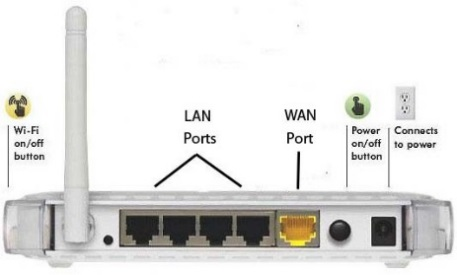 Wi-Fi
on/off
button
LAN
Ports
WAN
Port
Power
on/off
button
Connects
to power